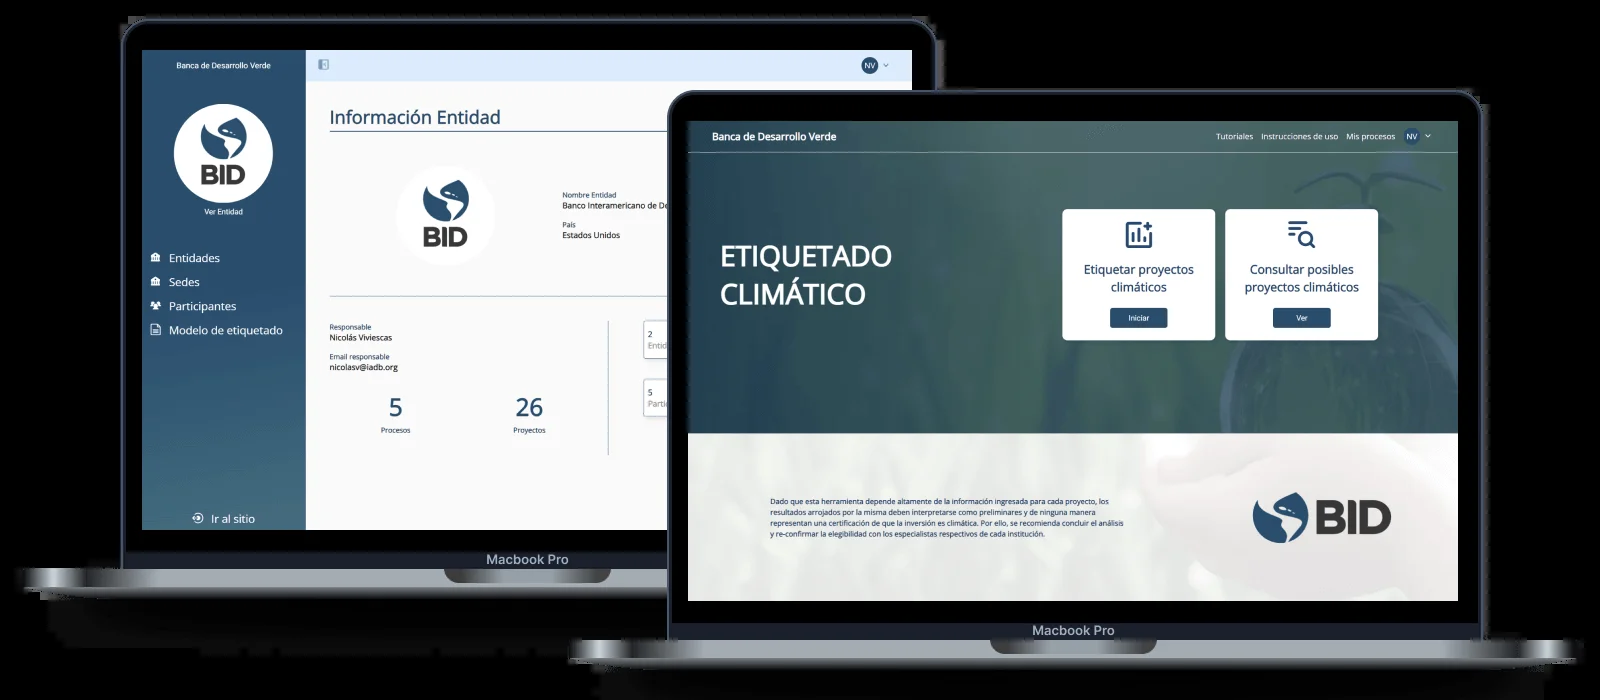 Banca de Desarrollo Verde
BID
Ver Entidad
Entidades
Sedes
Participantes
Modelo de etiquetado
Ir al sitio
NV
Información Entidad
BID
Nombre Entidad
Banco Interamericano de De
País
Estados Unidos
Responsable
Nicolás Viviescas
Email responsable
nicolasv@iadb.org
5
Procesos
26
Proyectos
2
Entid
5
Parti
Macbook Pro
Banca de Desarrollo Verde
Tutoriales Instrucciones de uso Mis procesos NV
ETIQUETADO
CLIMÁTICO
Etiquetar proyectos
climáticos
Iniciar
Consultar posibles
proyectos climáticos
Ver
Dado que esta herramienta depende altamente de la información ingresada para cada proyecto, los
resultados arrojados por la misma deben interpretarse como preliminares y de ninguna manera
representan una certificación de que la inversión es climática. Por ello, se recomienda concluir el análisis
y re-confirmar la elegibilidad con los especialistas respectivos de cada institución.
BID
Macbook Pro